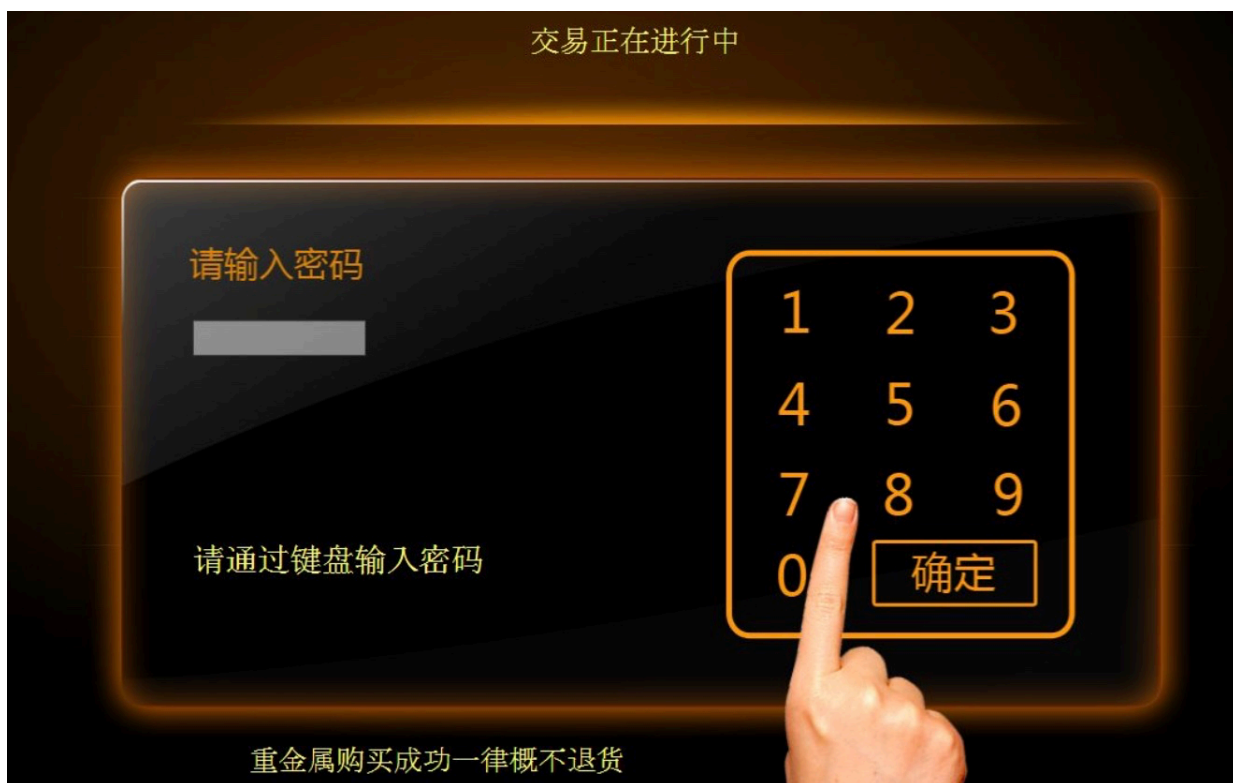 交易正在进行中
请输入密码
1 2 3
4 5 6
7 8 9
0 确定
请通过键盘输入密码
重金属购买成功一律概不退货